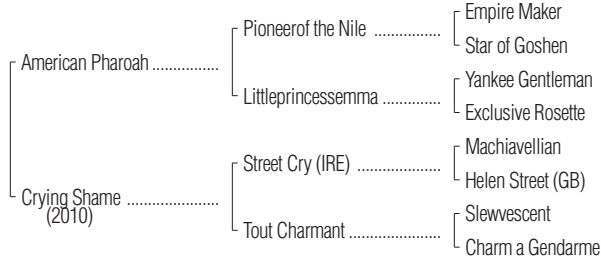 Empire Maker
Pioneerof the Nile ................
Star of Goshen
American Pharoah ................
Yankee Gentleman
Littleprincessemma ..............
Exclusive Rosette
Machiavellian
Street Cry (IRE) ....................
Helen Street (GB)
Crying Shame ......................
(2010)
Slewvescent
Tout Charmant ......................
Charm a Gendarme